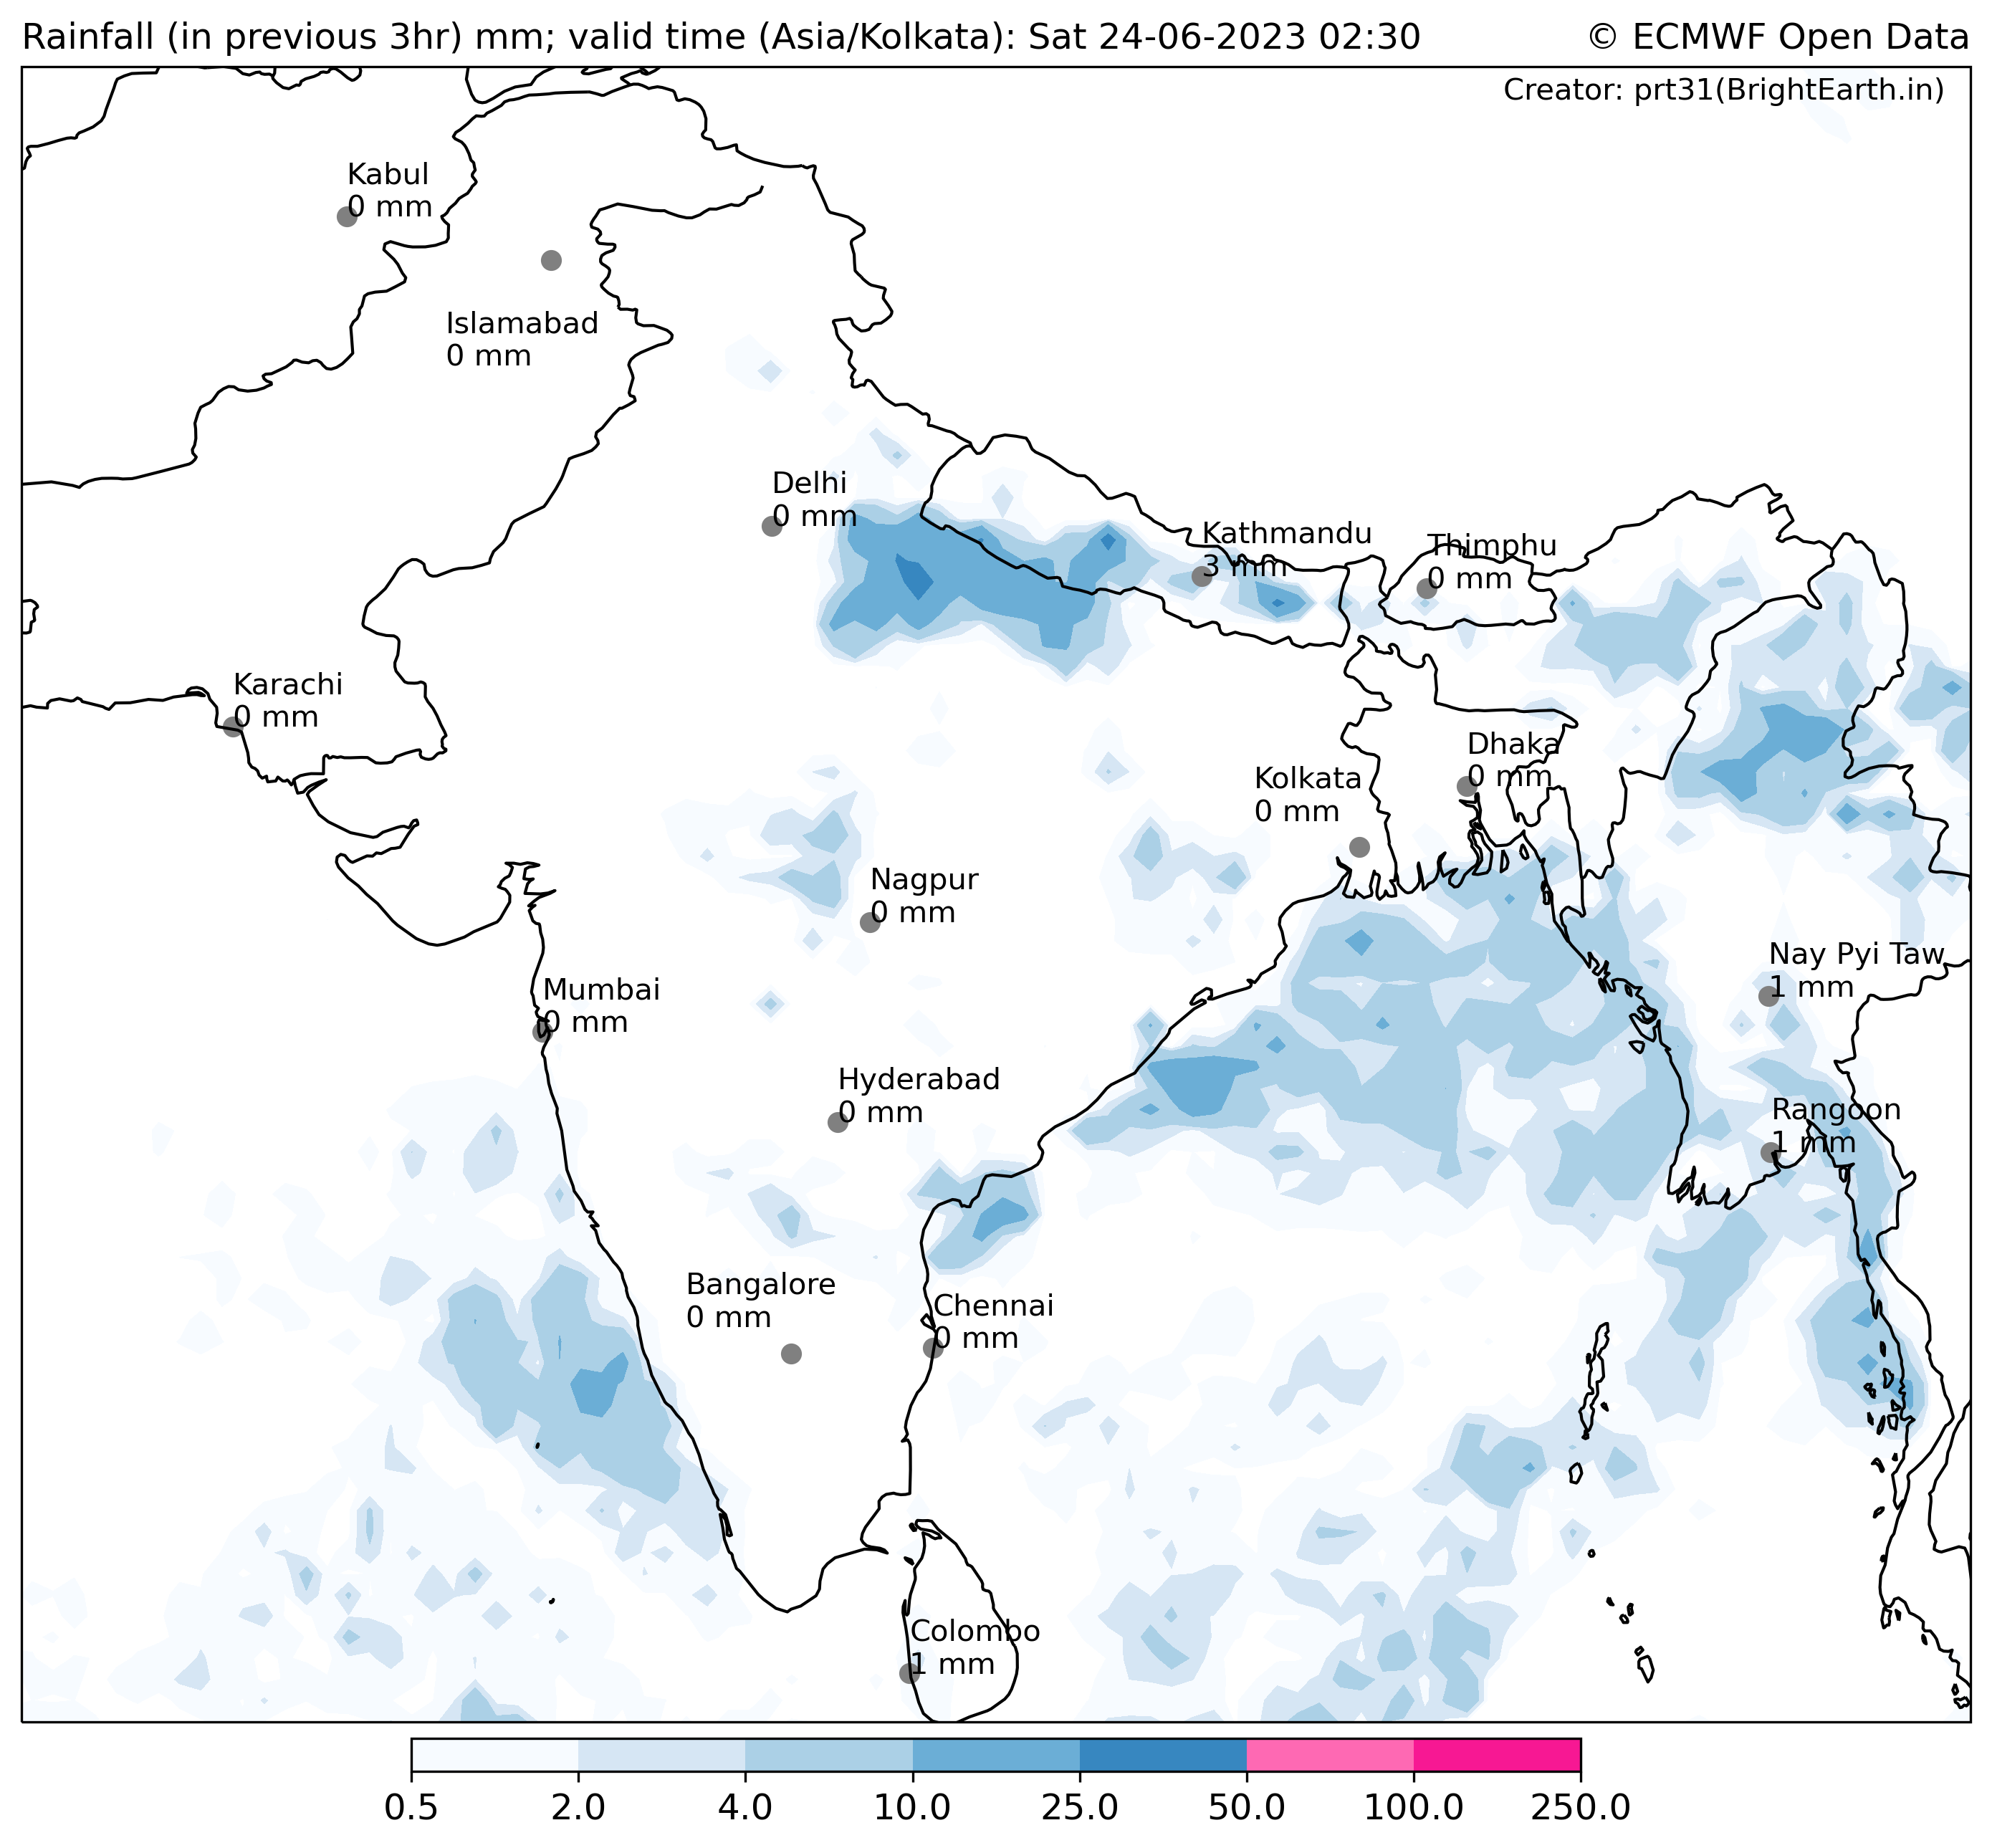 Rainfall (in previous 3hr) mm; valid time (Asia/Kolkata): Sat 24-06-2023 02:30
© ECMWF Open Data
Creator: prt31(BrightEarth.in)
Kabul
0 mm
Islamabad
0 mm
Delhi
0 mm
Kathmandu
3 mm
Thimphu
0 mm
Karachi
0 mm
Dhaka
0 mm
Kolkata
0 mm
Nagpur
0 mm
Nay Pyi Taw
1 mm
Mumbai
0 mm
Hyderabad
0 mm
Rangoon
1 mm
Bangalore
0 mm
Chennai
0 mm
Colombo
1 mm
0.5 2.0 4.0 10.0 25.0 50.0 100.0 250.0